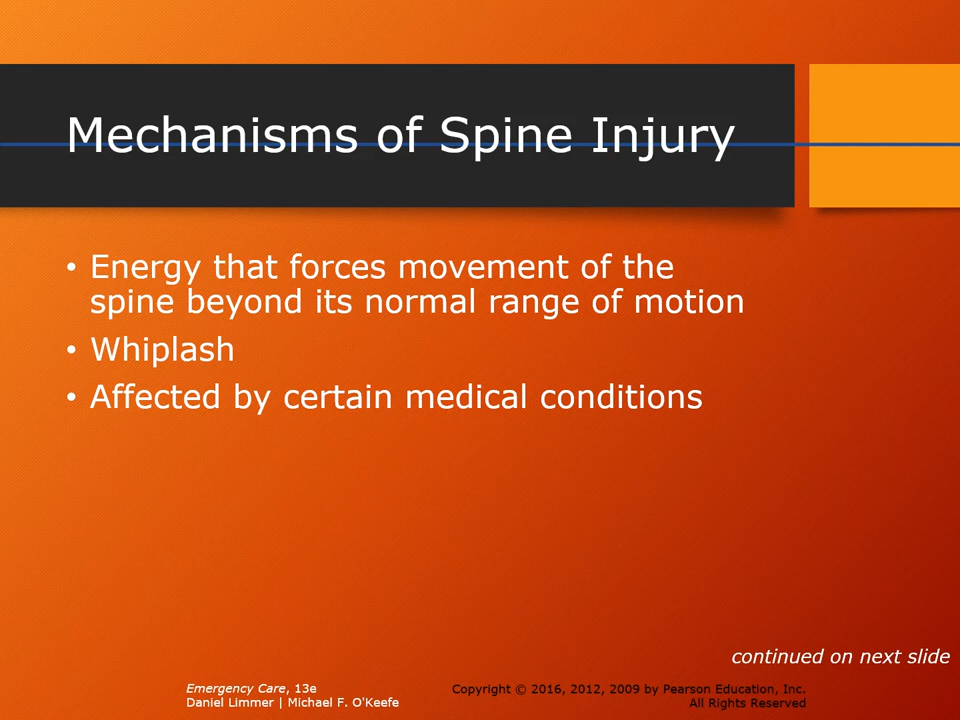 Mechanisms of Spine Injury
• Energy that forces movement of the
spine beyond its normal range of motion
• Whiplash
• Affected by certain medical conditions
continued on next slide
Emergency Care, 13e
Daniel Limmer | Michael F. O'Keefe
Copyright © 2016, 2012, 2009 by Pearson Education, Inc.
All Rights Reserved